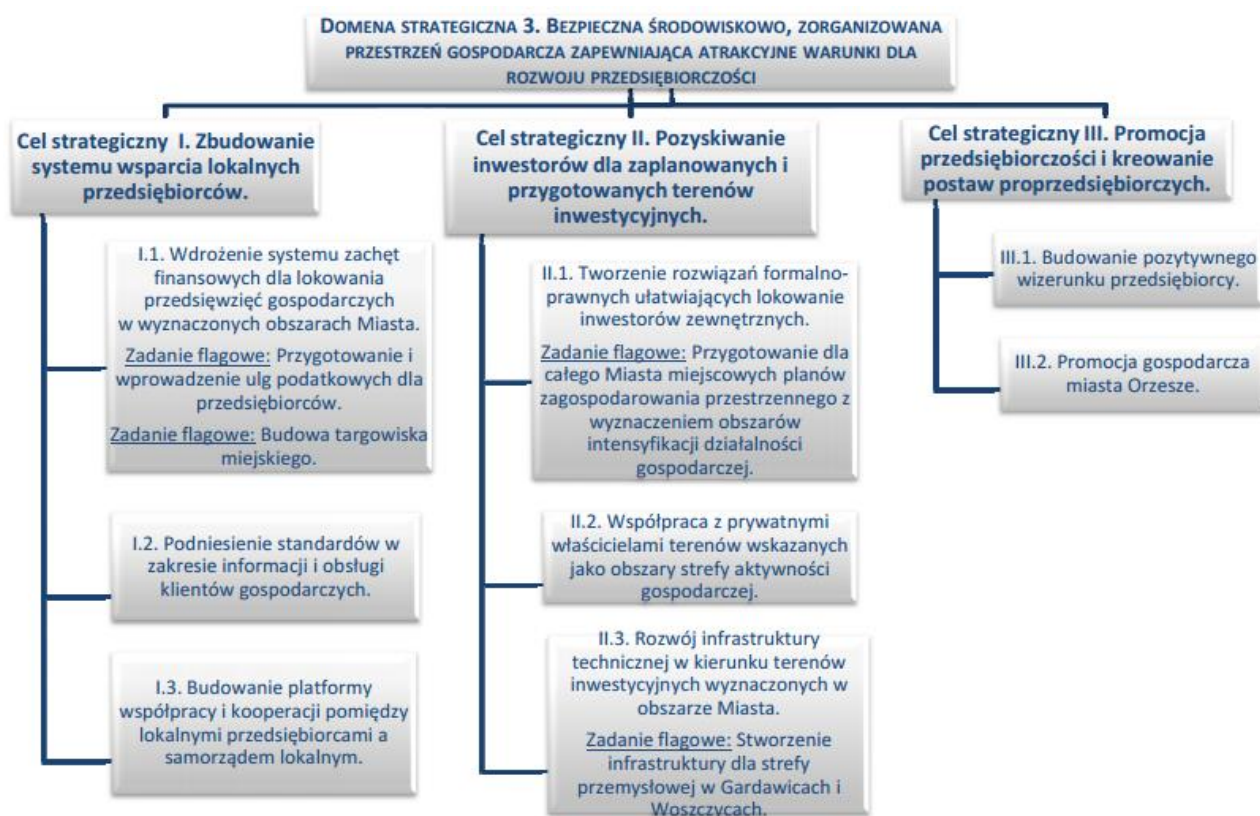 DOMENA STRATEGICZNA 3. BEZPIECZNA ŚRODOWISKOWO, ZORGANIZOWANA
PRZESTRZEŃ GOSPODARCZA ZAPEWNIAJĄCA ATRAKCYJNE WARUNKI DLA
ROZWOJU PRZEDSIĘBIORCZOŚCI
Cel strategiczny I. Zbudowanie
systemu wsparcia lokalnych
przedsiębiorców.
I.1. Wdrożenie systemu zachęt
finansowych dla lokowania
przedsięwzięć gospodarczych
w wyznaczonych obszarach Miasta.
Zadanie flagowe: Przygotowanie i
wprowadzenie ulg podatkowych dla
przedsiębiorców.
Zadanie flagowe: Budowa targowiska
miejskiego.
I.2. Podniesienie standardów w
zakresie informacji i obsługi
klientów gospodarczych.
I.3. Budowanie platformy
współpracy i kooperacji pomiędzy
lokalnymi przedsiębiorcami a
samorządem lokalnym.
Cel strategiczny II. Pozyskiwanie
inwestorów dla zaplanowanych i
przygotowanych terenów
inwestycyjnych.
II.1. Tworzenie rozwiązań formalno-
prawnych ułatwiających lokowanie
inwestorów zewnętrznych.
Zadanie flagowe: Przygotowanie dla
całego Miasta miejscowych planów
zagospodarowania przestrzennego z
wyznaczeniem obszarów
intensyfikacji działalności
gospodarczej.
II.2. Współpraca z prywatnymi
właścicielami terenów wskazanych
jako obszary strefy aktywności
gospodarczej.
II.3. Rozwój infrastruktury
technicznej w kierunku terenów
inwestycyjnych wyznaczonych w
obszarze Miasta.
Zadanie flagowe: Stworzenie
infrastruktury dla strefy
przemysłowej w Gardawicach i
Woszczycach.
Cel strategiczny III. Promocja
przedsiębiorczości i kreowanie
postaw proprzedsiębiorczych.
III.1. Budowanie pozytywnego
wizerunku przedsiębiorcy.
III.2. Promocja gospodarcza
miasta Orzesze.